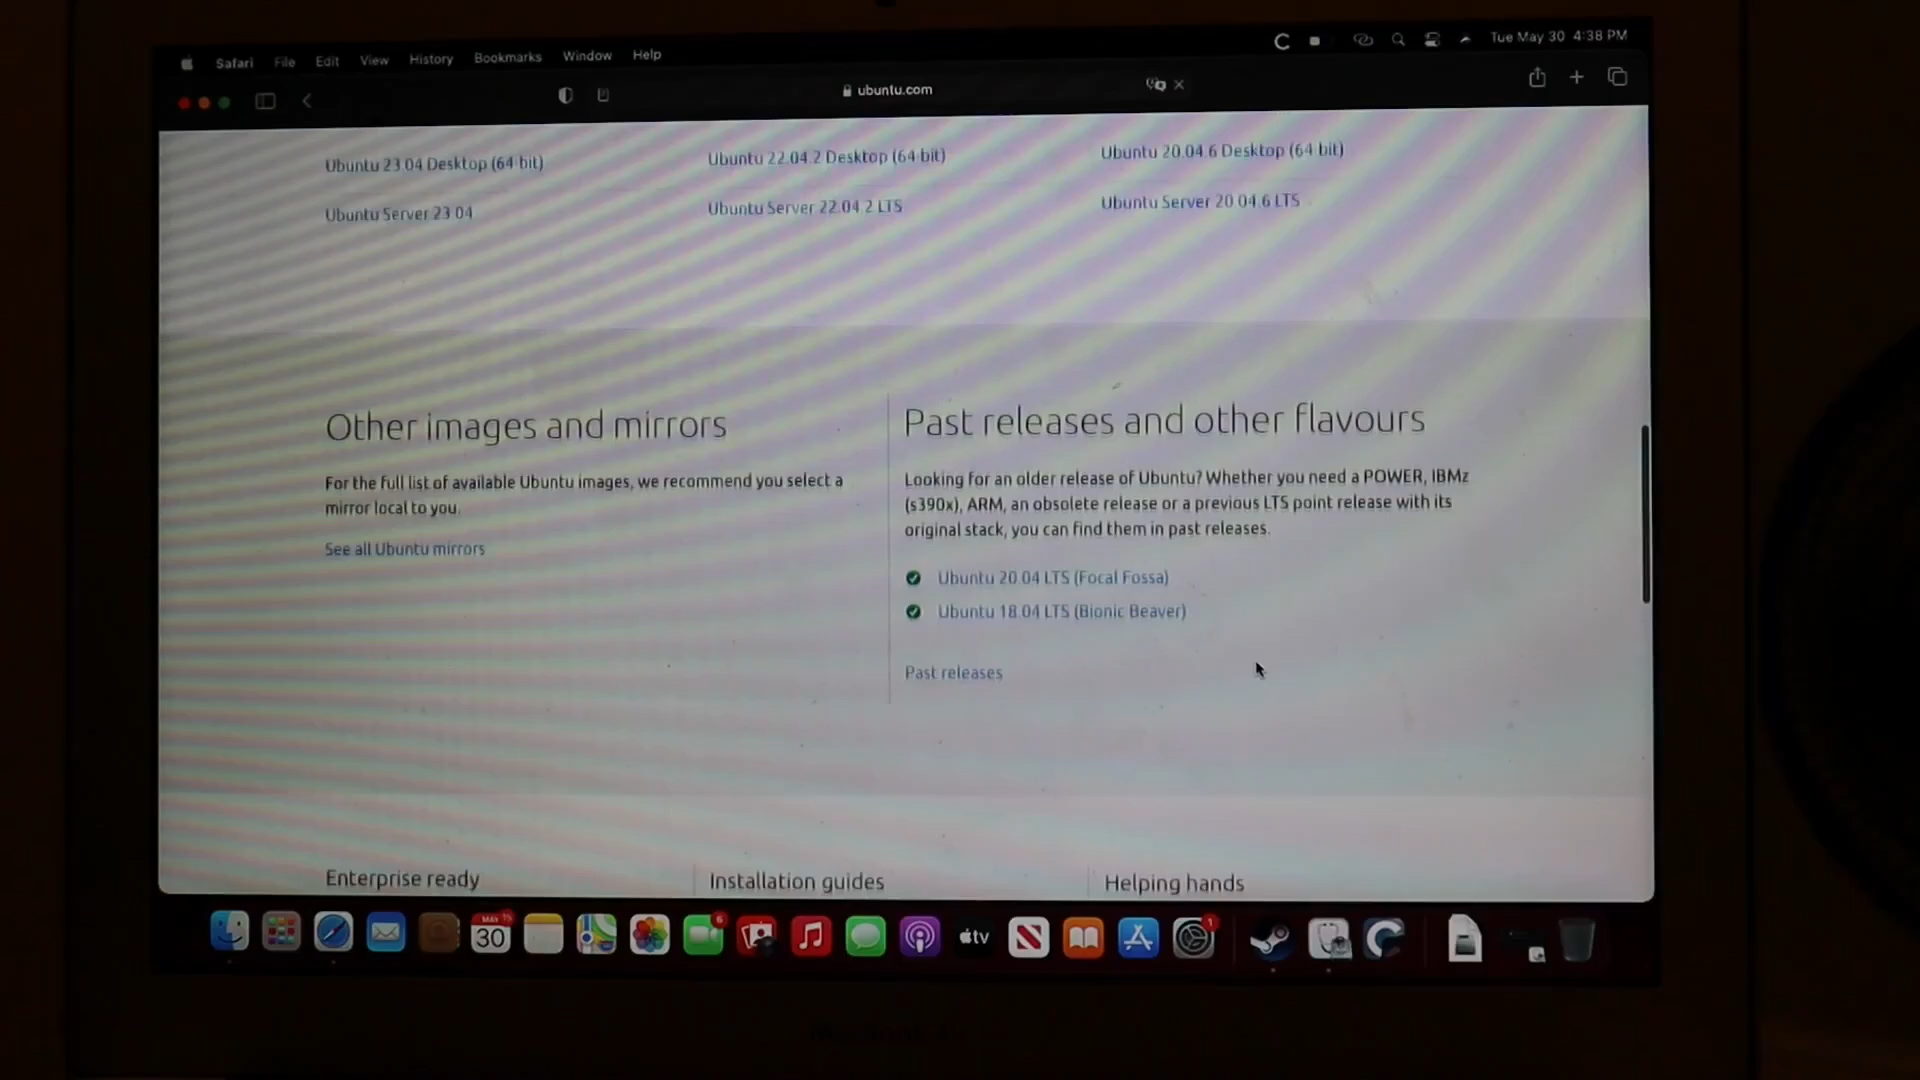 Safari File Edit View History Bookmarks Window Help
Tue May 30 4:38 PM
ubuntu.com
Ubuntu 23.04 Desktop (64 bit)
Ubuntu 22.04.2 Desktop (64 bit)
Ubuntu 20.04.6 Desktop (64 bit)
Ubuntu Server 23.04
Ubuntu Server 22.04.2 LTS
Ubuntu Server 20.04.6 LTS
Other images and mirrors
For the full list of available Ubuntu images, we recommend you select a
mirror local to you.
See all Ubuntu mirrors
Past releases and other flavours
Looking for an older release of Ubuntu? Whether you need a POWER, IBMz
(s390x), ARM, an obsolete release or a previous LTS point release with its
original stack, you can find them in past releases.
Ubuntu 20.04 LTS (Focal Fossa)
Ubuntu 18.04 LTS (Bionic Beaver)
Past releases
Enterprise ready
Installation guides
Helping hands
MAY
30
6
tv
1
MacBook Air